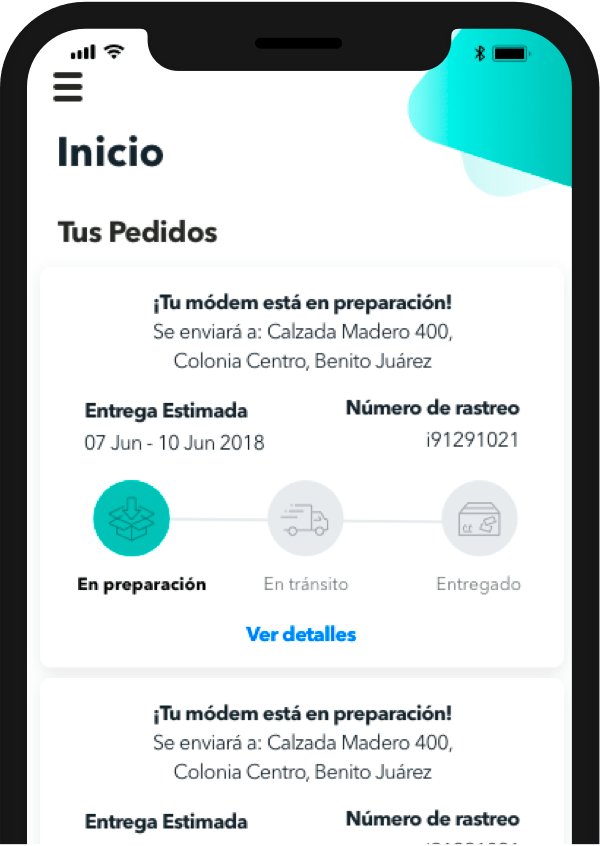 Inicio
Tus Pedidos
¡Tu módem está en preparación!
Se enviará a: Calzada Madero 400,
Colonia Centro, Benito Juárez
Entrega Estimada Número de rastreo
07 Jun - 10 Jun 2018 i91291021
En preparación En tránsito Entregado
Ver detalles
¡Tu módem está en preparación!
Se enviará a: Calzada Madero 400,
Colonia Centro, Benito Juárez
Entrega Estimada Número de rastreo